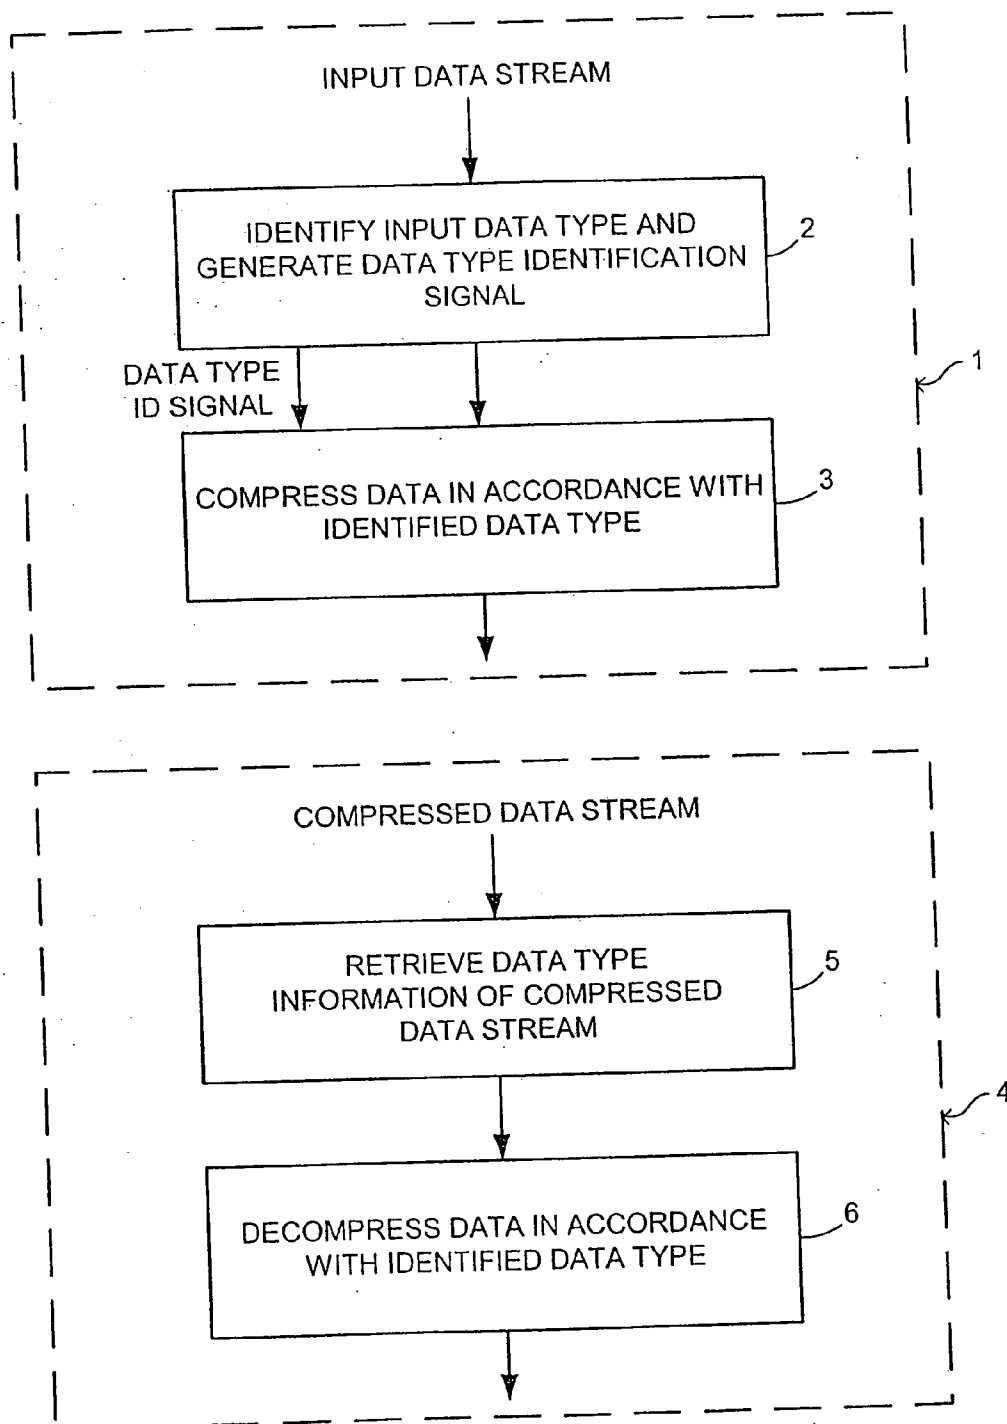 INPUT DATA STREAM
IDENTIFY INPUT DATA TYPE AND
GENERATE DATA TYPE IDENTIFICATION
SIGNAL
2
DATA TYPE
ID SIGNAL
1
COMPRESS DATA IN ACCORDANCE WITH
IDENTIFIED DATA TYPE
3
COMPRESSED DATA STREAM
RETRIEVE DATA TYPE
INFORMATION OF COMPRESSED
DATA STREAM
5
4
DECOMPRESS DATA IN ACCORDANCE
WITH IDENTIFIED DATA TYPE
6